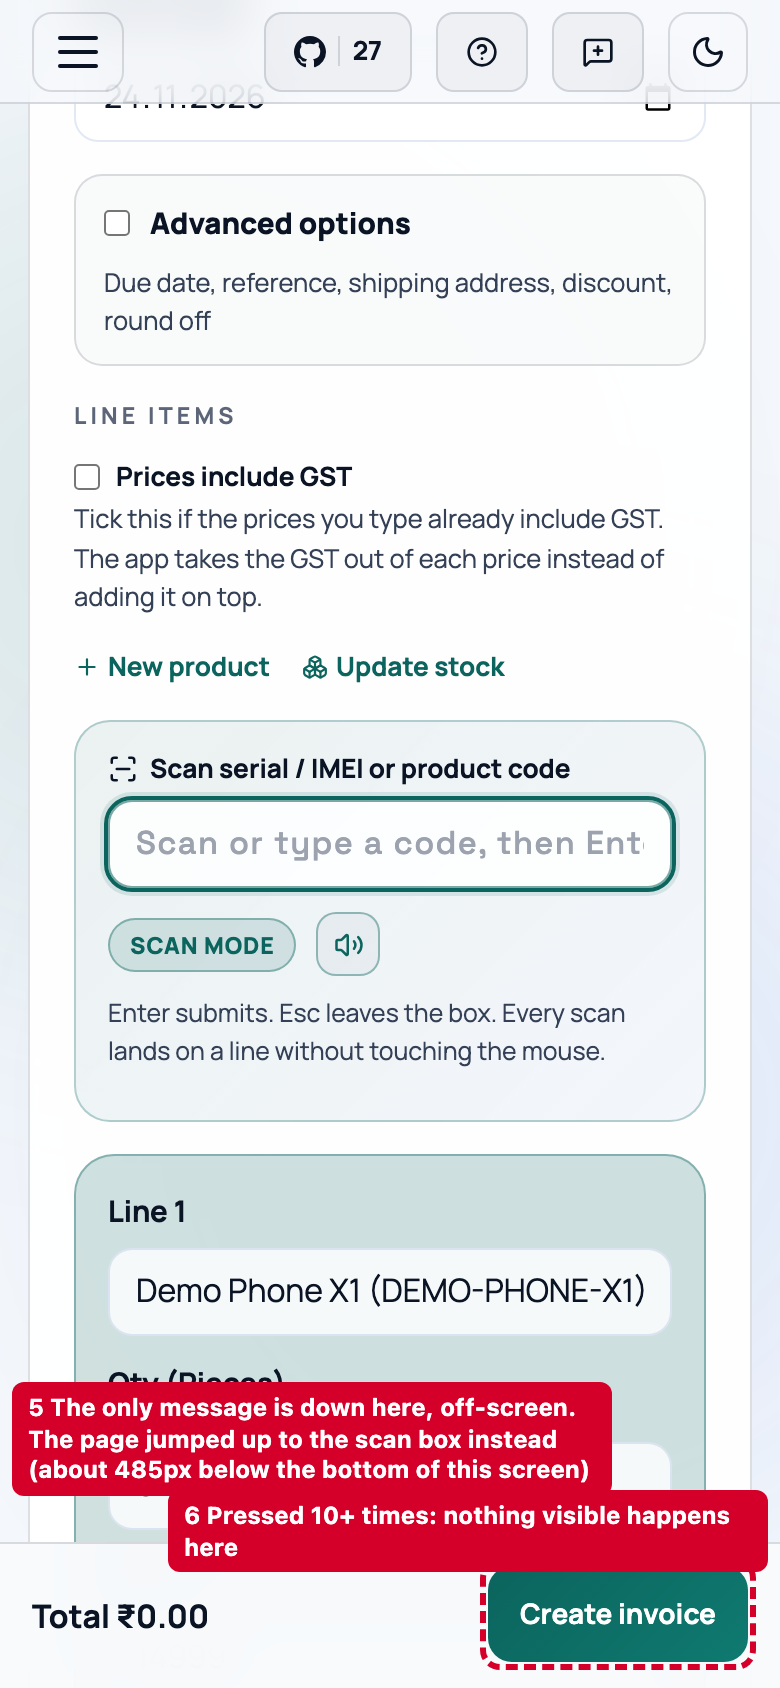 27
24.11.2026
Advanced options
Due date, reference, shipping address, discount,
round off
LINE ITEMS
Prices include GST
Tick this if the prices you type already include GST.
The app takes the GST out of each price instead of
adding it on top.
New product
Update stock
Scan serial / IMEI or product code
Scan or type a code, then Ent
SCAN MODE
Enter submits. Esc leaves the box. Every scan
lands on a line without touching the mouse.
Line 1
Demo Phone X1 (DEMO-PHONE-X1)
Qty (Pieces)
5 The only message is down here, off-screen.
The page jumped up to the scan box instead
(about 485px below the bottom of this screen)
6 Pressed 10+ times: nothing visible happens
here
Total ₹0.00
Create invoice